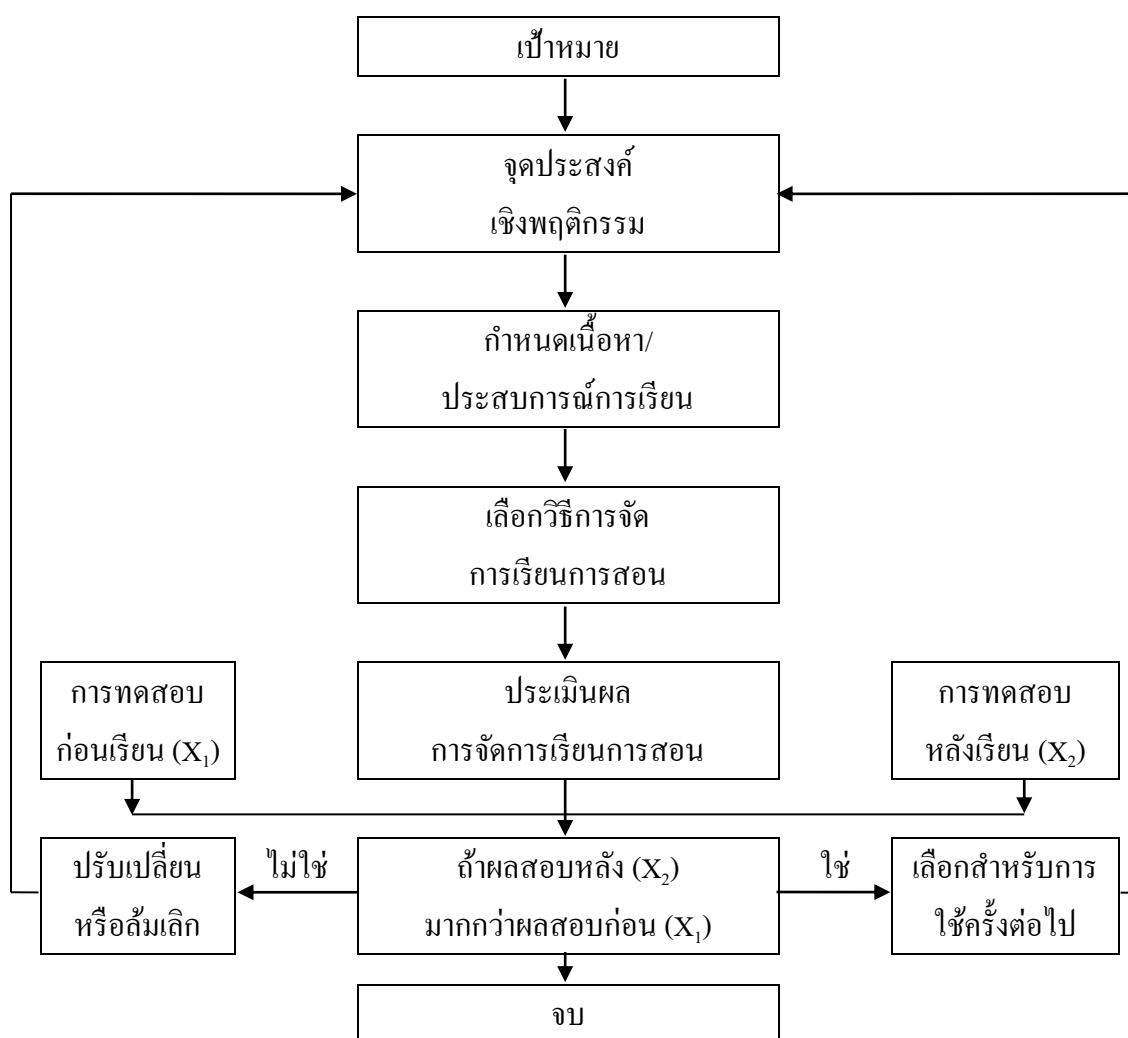 เป้าหมาย
จุดประสงค์
เชิงพฤติกรรม
กำหนดเนื้อหา/
ประสบการณ์การเรียน
เลือกวิธีการจัด
การเรียนการสอน
การทดสอบ
ก่อนเรียน (X₁)
ประเมินผล
การจัดการเรียนการสอน
การทดสอบ
หลังเรียน (X₂)
ปรับเปลี่ยน
หรือล้มเลิก
ไม่ใช่
ถ้าผลสอบหลัง (X₂)
มากกว่าผลสอบก่อน (X₁)
ใช่
เลือกสำหรับการ
ใช้ครั้งต่อไป
จบ